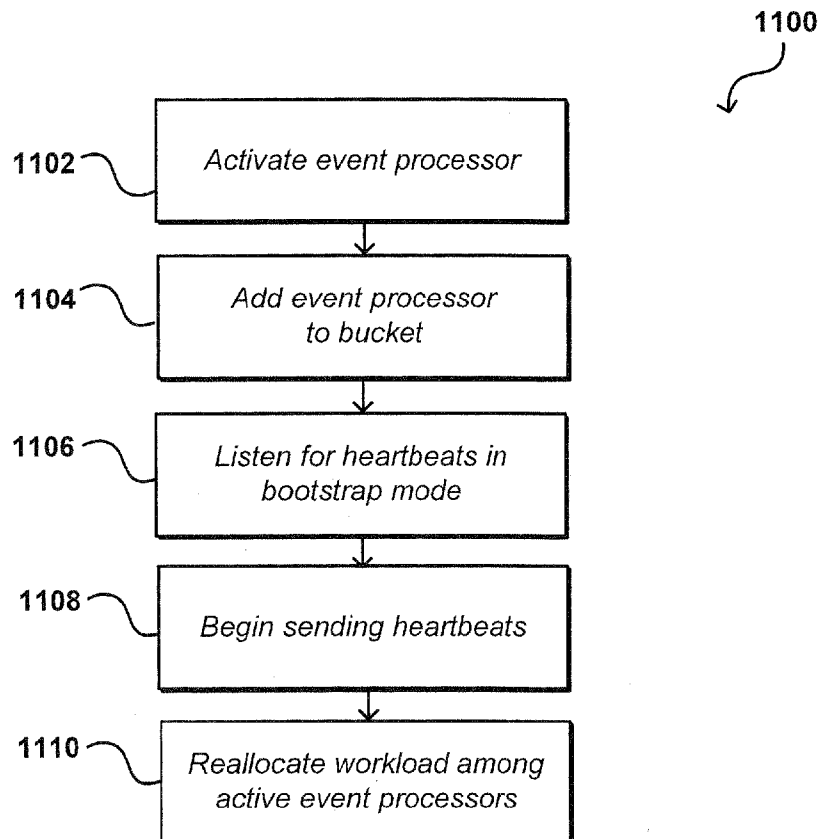 1100
1102
Activate event processor
1104
Add event processor
to bucket
1106
Listen for heartbeats in
bootstrap mode
1108
Begin sending heartbeats
1110
Reallocate workload among
active event processors